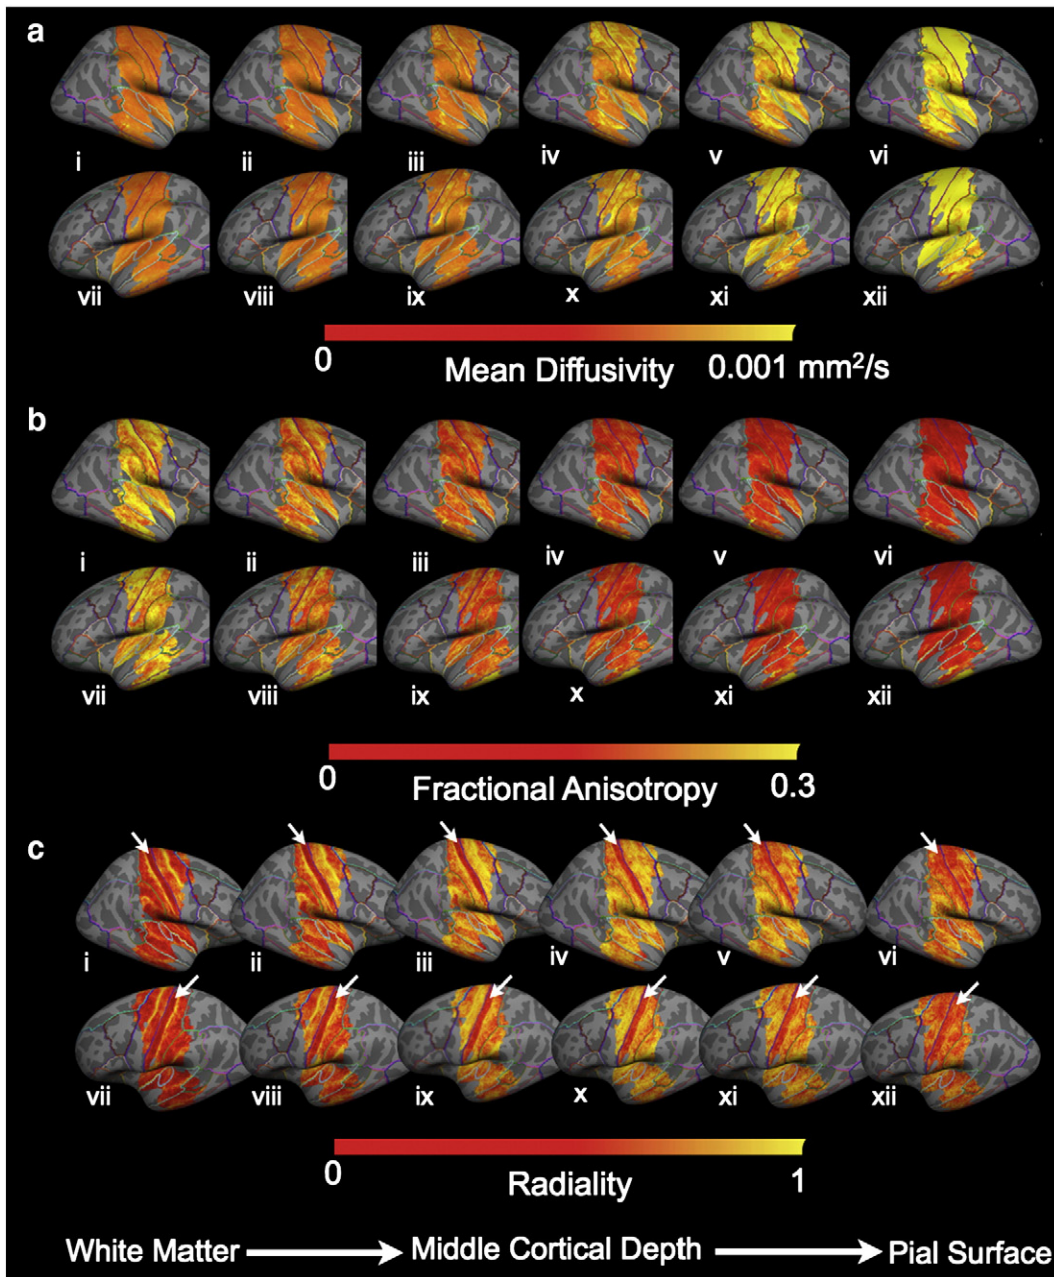 a
i ii iii iv v vi
vii viii ix x xi xii
0 0.001 mm²/s
Mean Diffusivity
b
i ii iii iv v vi
vii viii ix x xi xii
0 0.3
Fractional Anisotropy
c
i ii iii iv v vi
vii viii ix x xi xii
0 1
Radiality
White Matter Middle Cortical Depth Pial Surface